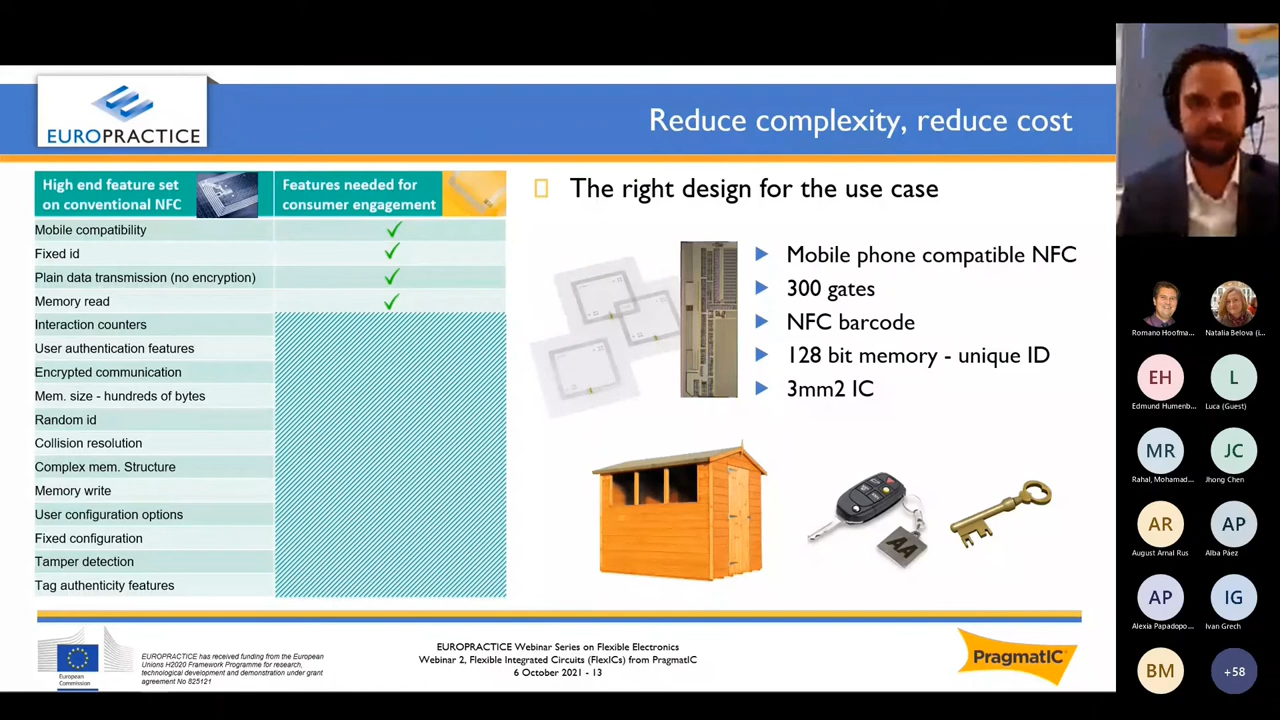 EUROPRACTICE
Reduce complexity, reduce cost
High end feature set
on conventional NFC
Features needed for
consumer engagement
Mobile compatibility
Fixed id
Plain data transmission (no encryption)
Memory read
Interaction counters
User authentication features
Encrypted communication
Mem. size - hundreds of bytes
Random id
Collision resolution
Complex mem. Structure
Memory write
User configuration options
Fixed configuration
Tamper detection
Tag authenticity features
The right design for the use case
Mobile phone compatible NFC
300 gates
NFC barcode
128 bit memory - unique ID
3mm2 IC
AA
European
Commission
EUROPRACTICE has received funding from the European
Unions H2020 Framework Programme for research,
technological development and demonstration under grant
agreement No 825121
EUROPRACTICE Webinar Series on Flexible Electronics
Webinar 2, Flexible Integrated Circuits (FlexICs) from PragmatIC
6 October 2021 - 13
PragmatIC
Romano Hoofma...
Natalia Belova (i...
EH
L
Edmund Humenb...
Luca (Guest)
MR
JC
Rahal, Mohamad...
Jhong Chen
AR
AP
August Arnal Rus
Alba Páez
AP
IG
Alexia Papadopo...
Ivan Grech
BM
+58